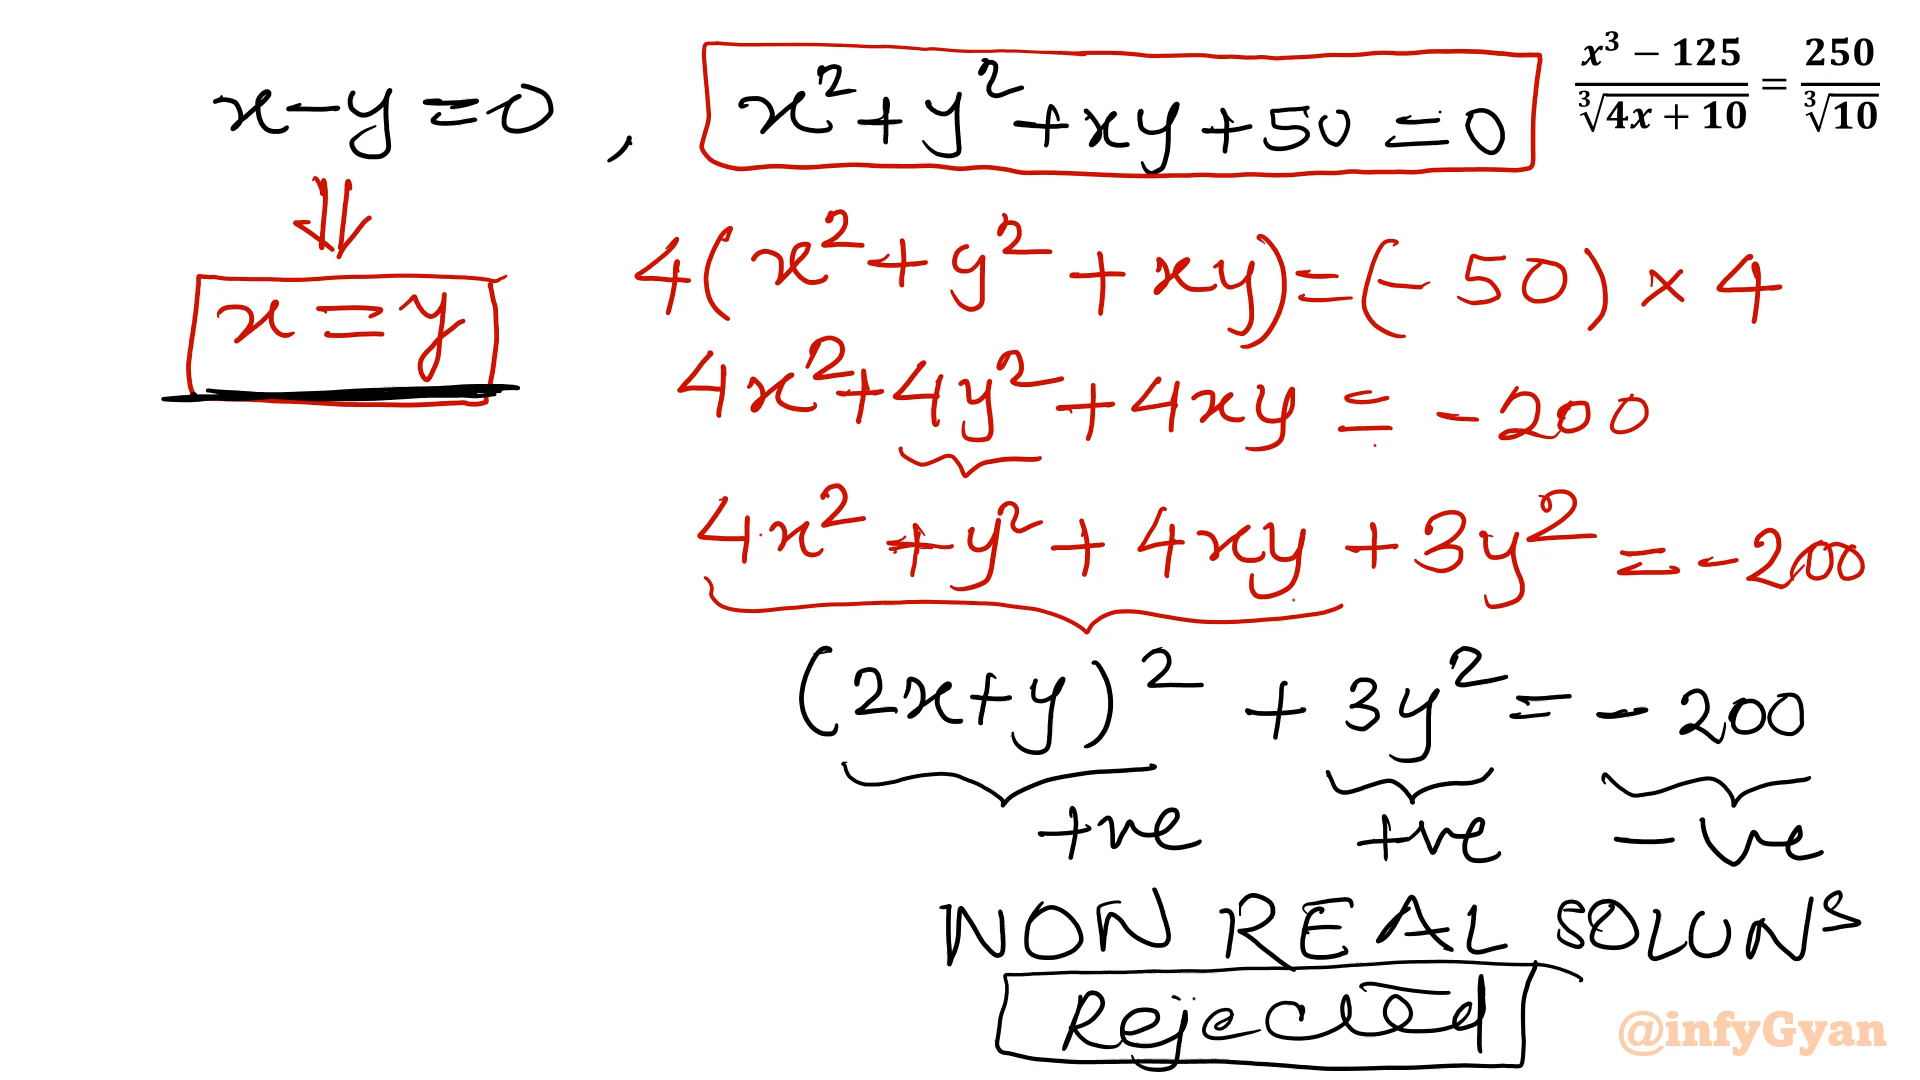 x-y=0 , x²+y²+xy+50=0
x³ − 125 / ∛4x + 10 = 250 / ∛10
⇓
x=y
4(x²+y²+xy)=(-50)×4
4x²+4y²+4xy=-200
4x²+y²+4xy+3y²=-200
(2x+y)²+3y²=-200
+ve +ve -ve
NON REAL SOLUNS
Rejected
@infyGyan